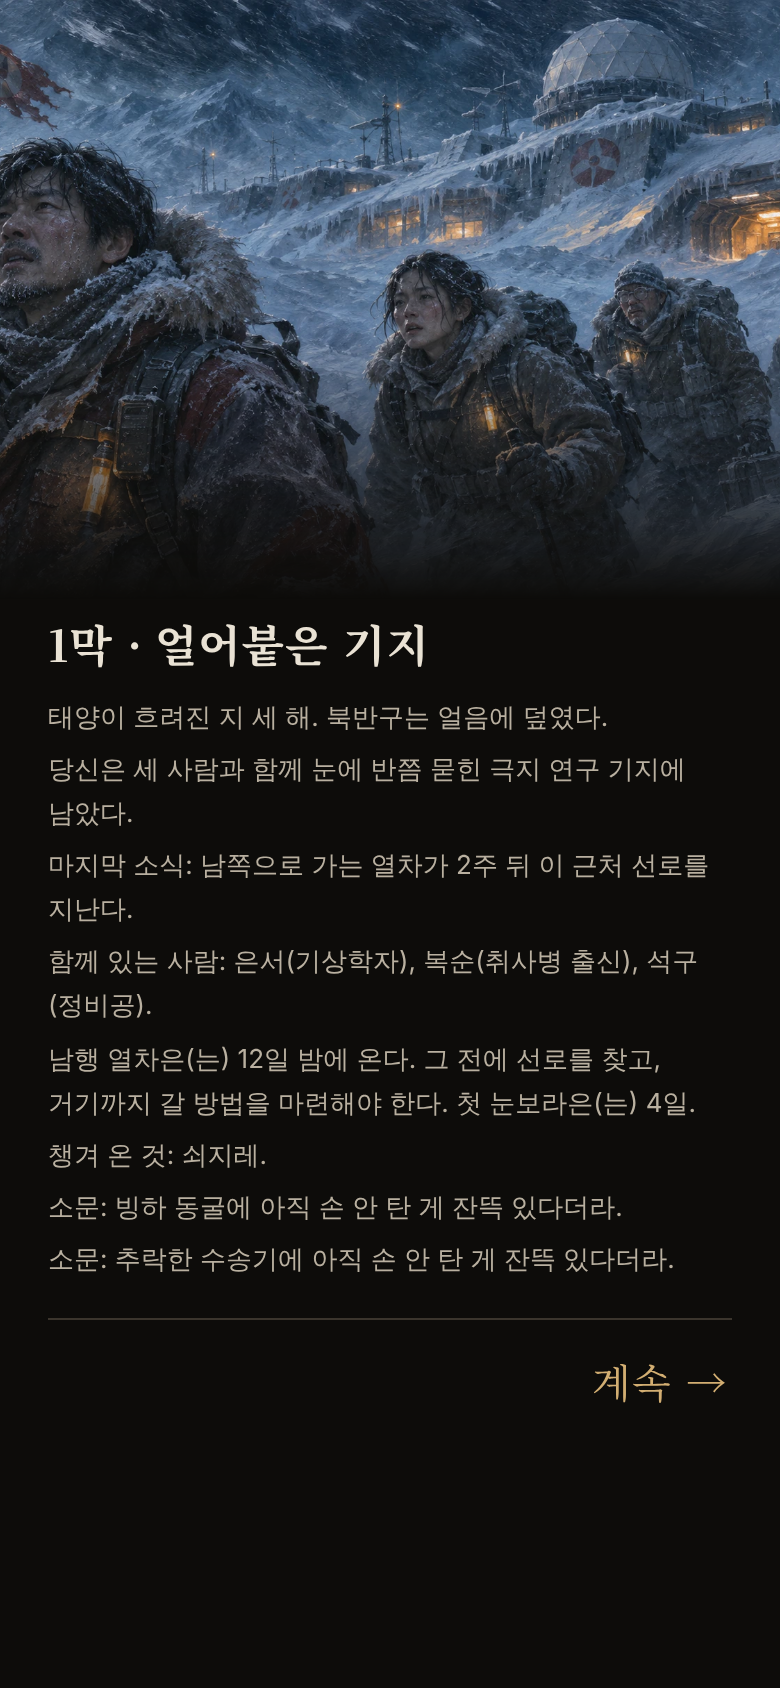 1막 · 얼어붙은 기지
태양이 흐려진 지 세 해. 북반구는 얼음에 덮였다.
당신은 세 사람과 함께 눈에 반쯤 묻힌 극지 연구 기지에
남았다.
마지막 소식: 남쪽으로 가는 열차가 2주 뒤 이 근처 선로를
지난다.
함께 있는 사람: 은서(기상학자), 복순(취사병 출신), 석구
(정비공).
남행 열차은(는) 12일 밤에 온다. 그 전에 선로를 찾고,
거기까지 갈 방법을 마련해야 한다. 첫 눈보라은(는) 4일.
챙겨 온 것: 쇠지레.
소문: 빙하 동굴에 아직 손 안 탄 게 잔뜩 있다더라.
소문: 추락한 수송기에 아직 손 안 탄 게 잔뜩 있다더라.
계속 →